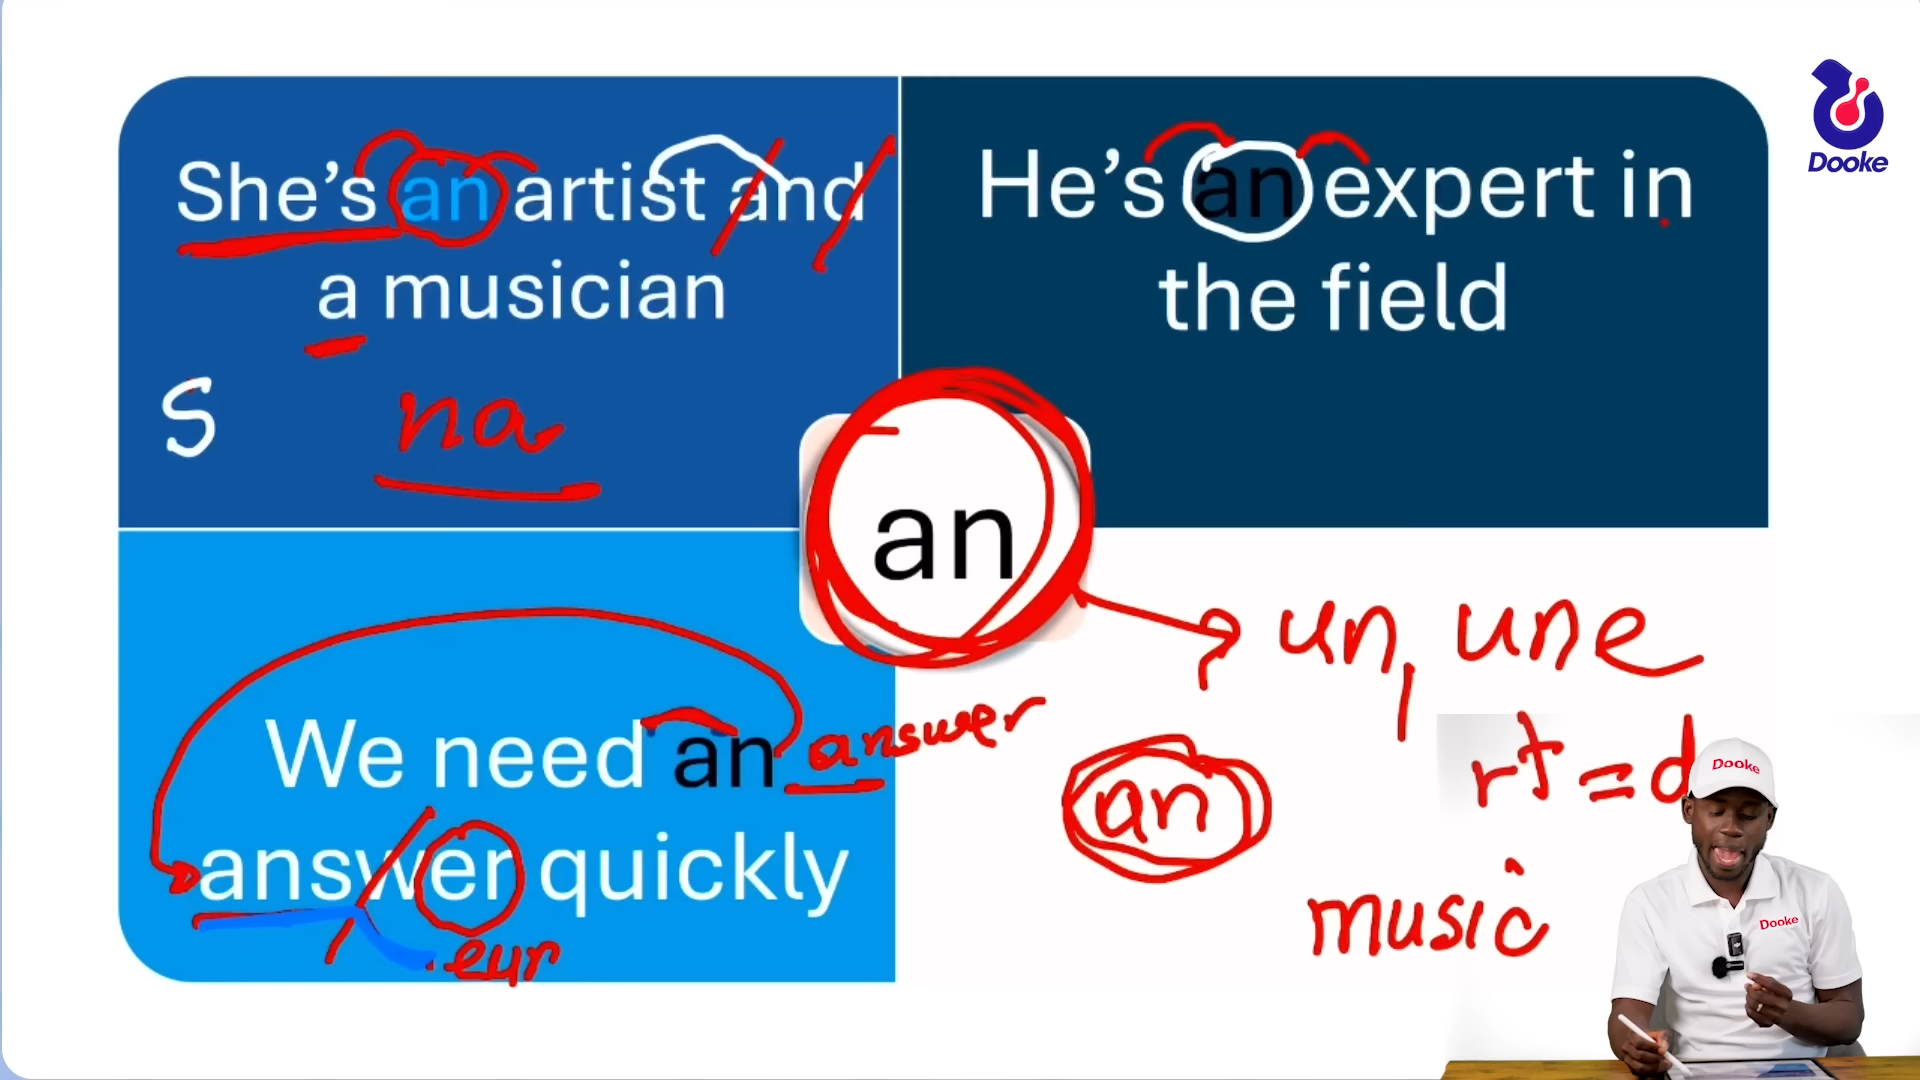 Dooke
She's an artist and
a musician
S
na
He's an expert in
the field
an
un, une
We need an answer
answer quickly
eur
an
rt = d
music
Dooke
Dooke